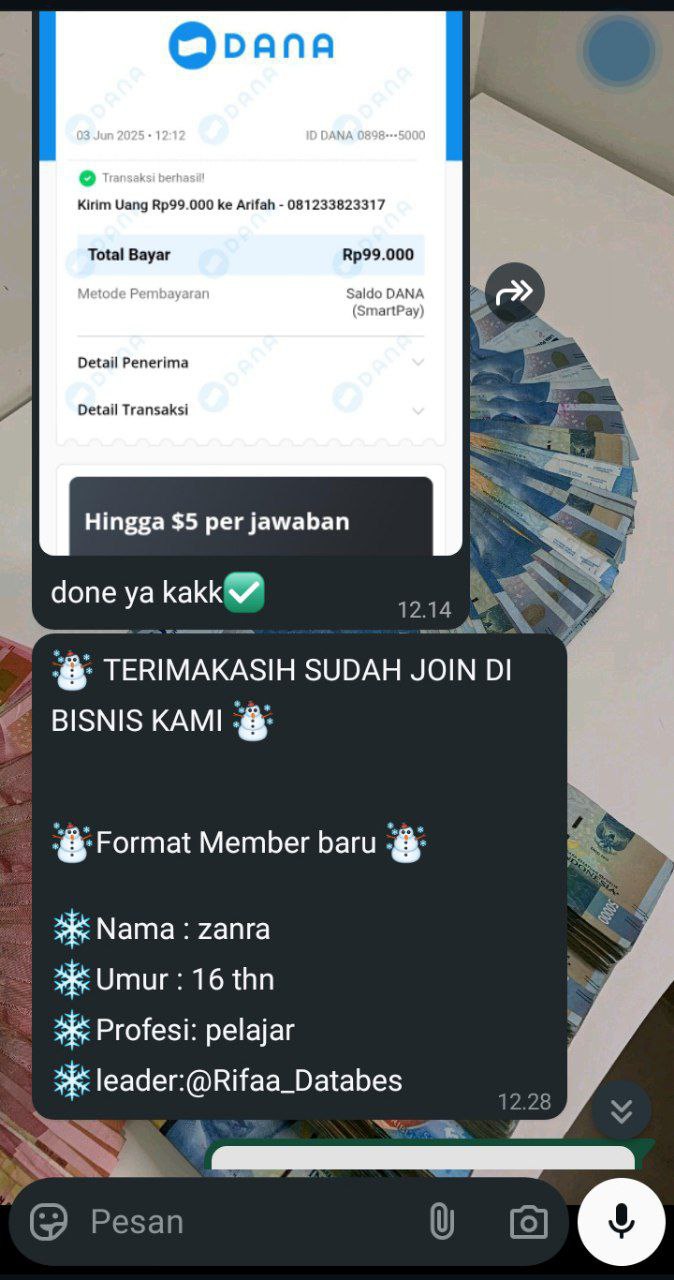 DANA
03 Jun 2025 • 12:12 ID DANA 0898•••5000
Transaksi berhasil!
Kirim Uang Rp99.000 ke Arifah - 081233823317
Total Bayar Rp99.000
Metode Pembayaran Saldo DANA
(SmartPay)
Detail Penerima
Detail Transaksi
Hingga $5 per jawaban
done ya kakk✅
12.14
☃️ TERIMAKASIH SUDAH JOIN DI
BISNIS KAMI ☃️
☃️Format Member baru ☃️
❄️Nama : zanra
❄️Umur : 16 thn
❄️Profesi: pelajar
❄️leader:@Rifaa_Databes
12.28
Pesan